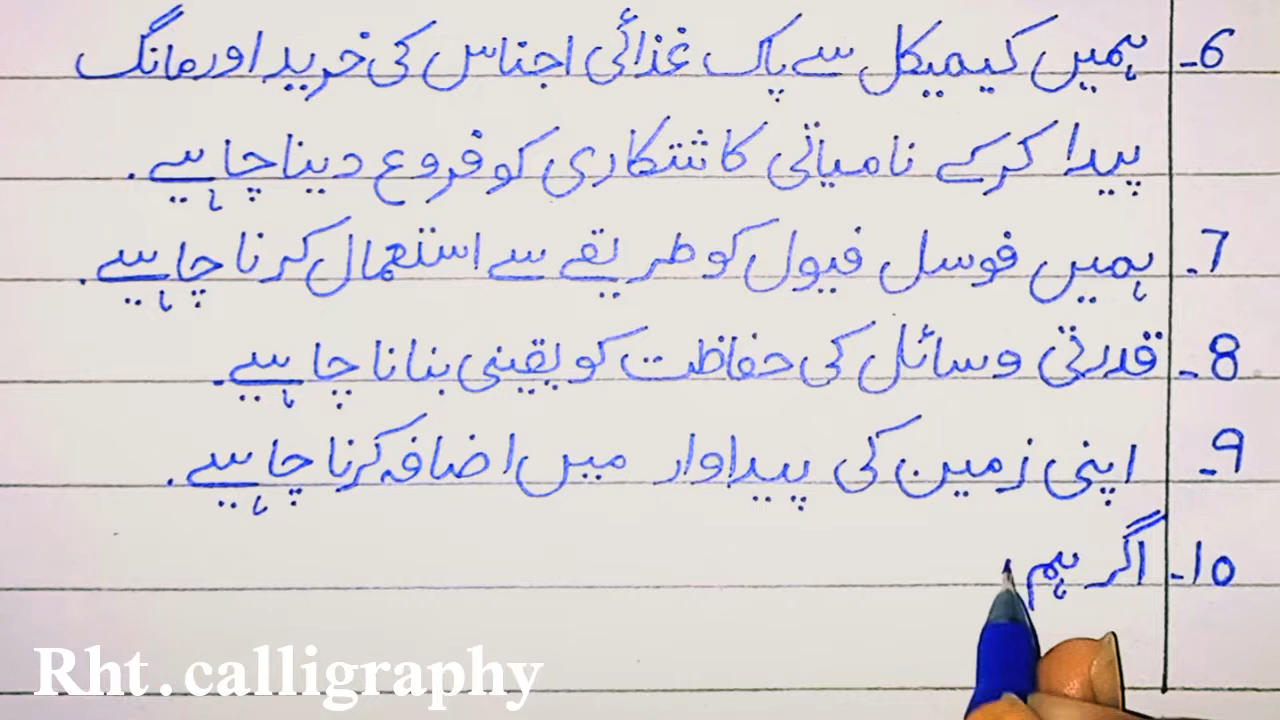 6- ہمیں کیمیکل سے پاک غذائی اجناس کی خرید اور مانگ
پیدا کر کے نامیاتی کاشتکاری کو فروغ دینا چاہیے.
7- ہمیں فوسل فیول کو طریقے سے استعمال کرنا چاہیے.
8- قدرتی وسائل کی حفاظت کو یقینی بنانا چاہیے.
9- اپنی زمین کی پیداوار میں اضافہ کرنا چاہیے.
10- اگر ہم
Rht.calligraphy